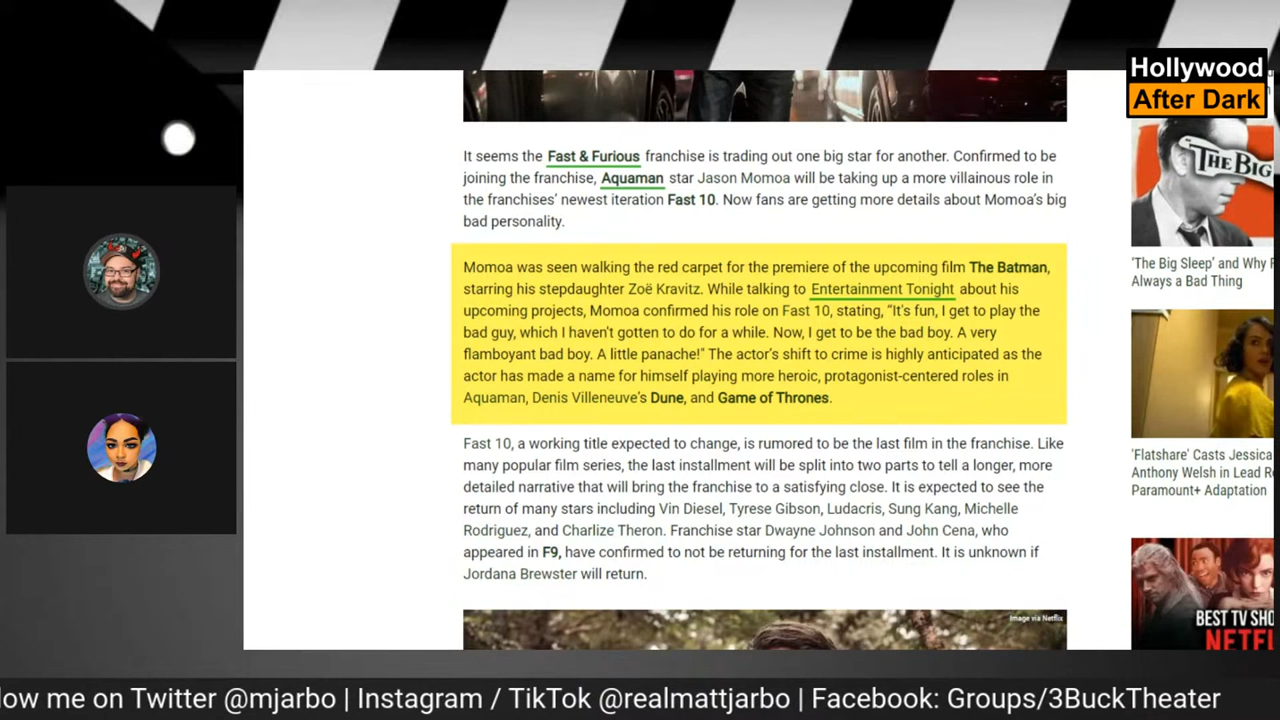 Hollywood
After Dark
It seems the Fast & Furious franchise is trading out one big star for another. Confirmed to be
joining the franchise, Aquaman star Jason Momoa will be taking up a more villainous role in
the franchises' newest iteration Fast 10. Now fans are getting more details about Momoa's big
bad personality.
Momoa was seen walking the red carpet for the premiere of the upcoming film The Batman,
starring his stepdaughter Zoë Kravitz. While talking to Entertainment Tonight about his
upcoming projects, Momoa confirmed his role on Fast 10, stating, “It's fun, I get to play the
bad guy, which I haven't gotten to do for a while. Now, I get to be the bad boy. A very
flamboyant bad boy. A little panache!" The actor's shift to crime is highly anticipated as the
actor has made a name for himself playing more heroic, protagonist-centered roles in
Aquaman, Denis Villeneuve's Dune, and Game of Thrones.
Fast 10, a working title expected to change, is rumored to be the last film in the franchise. Like
many popular film series, the last installment will be split into two parts to tell a longer, more
detailed narrative that will bring the franchise to a satisfying close. It is expected to see the
return of many stars including Vin Diesel, Tyrese Gibson, Ludacris, Sung Kang, Michelle
Rodriguez, and Charlize Theron. Franchise star Dwayne Johnson and John Cena, who
appeared in F9, have confirmed to not be returning for the last installment. It is unknown if
Jordana Brewster will return.
Image via Netflix
THE BIG
'The Big Sleep' and Why
Always a Bad Thing
'Flatshare' Casts Jessica
Anthony Welsh in Lead
Paramount+ Adaptation
BEST TV SHO
NETF
low me on Twitter @mjarbo | Instagram / TikTok @realmattjarbo | Facebook: Groups/3BuckTheater